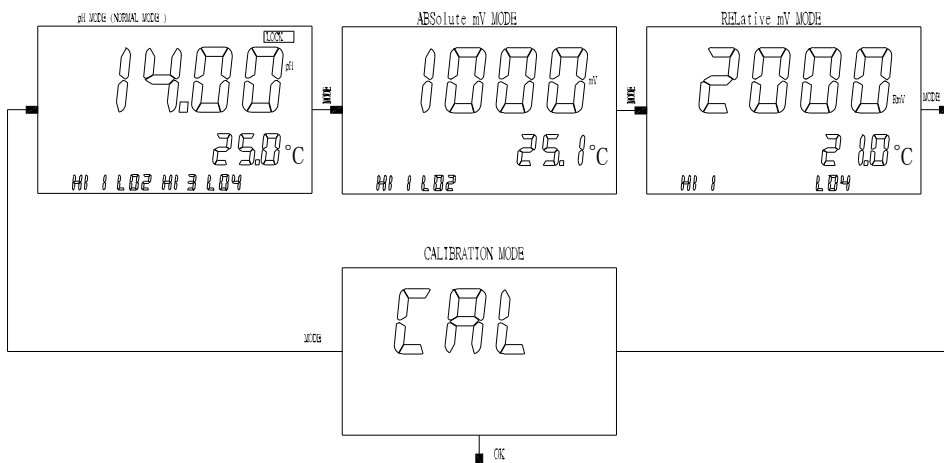 pH MODE (NORMAL MODE )
LOCK
14.00 pH
25.0 °C
HI 1 LO2 HI 3 LO4
MODE
ABSolute mV MODE
1000 mV
25.1 °C
HI 1 LO2
MODE
RELative mV MODE
2000 RmV
21.0 °C
HI 1 LO4
MODE
CALIBRATION MODE
CAL
MODE
OK